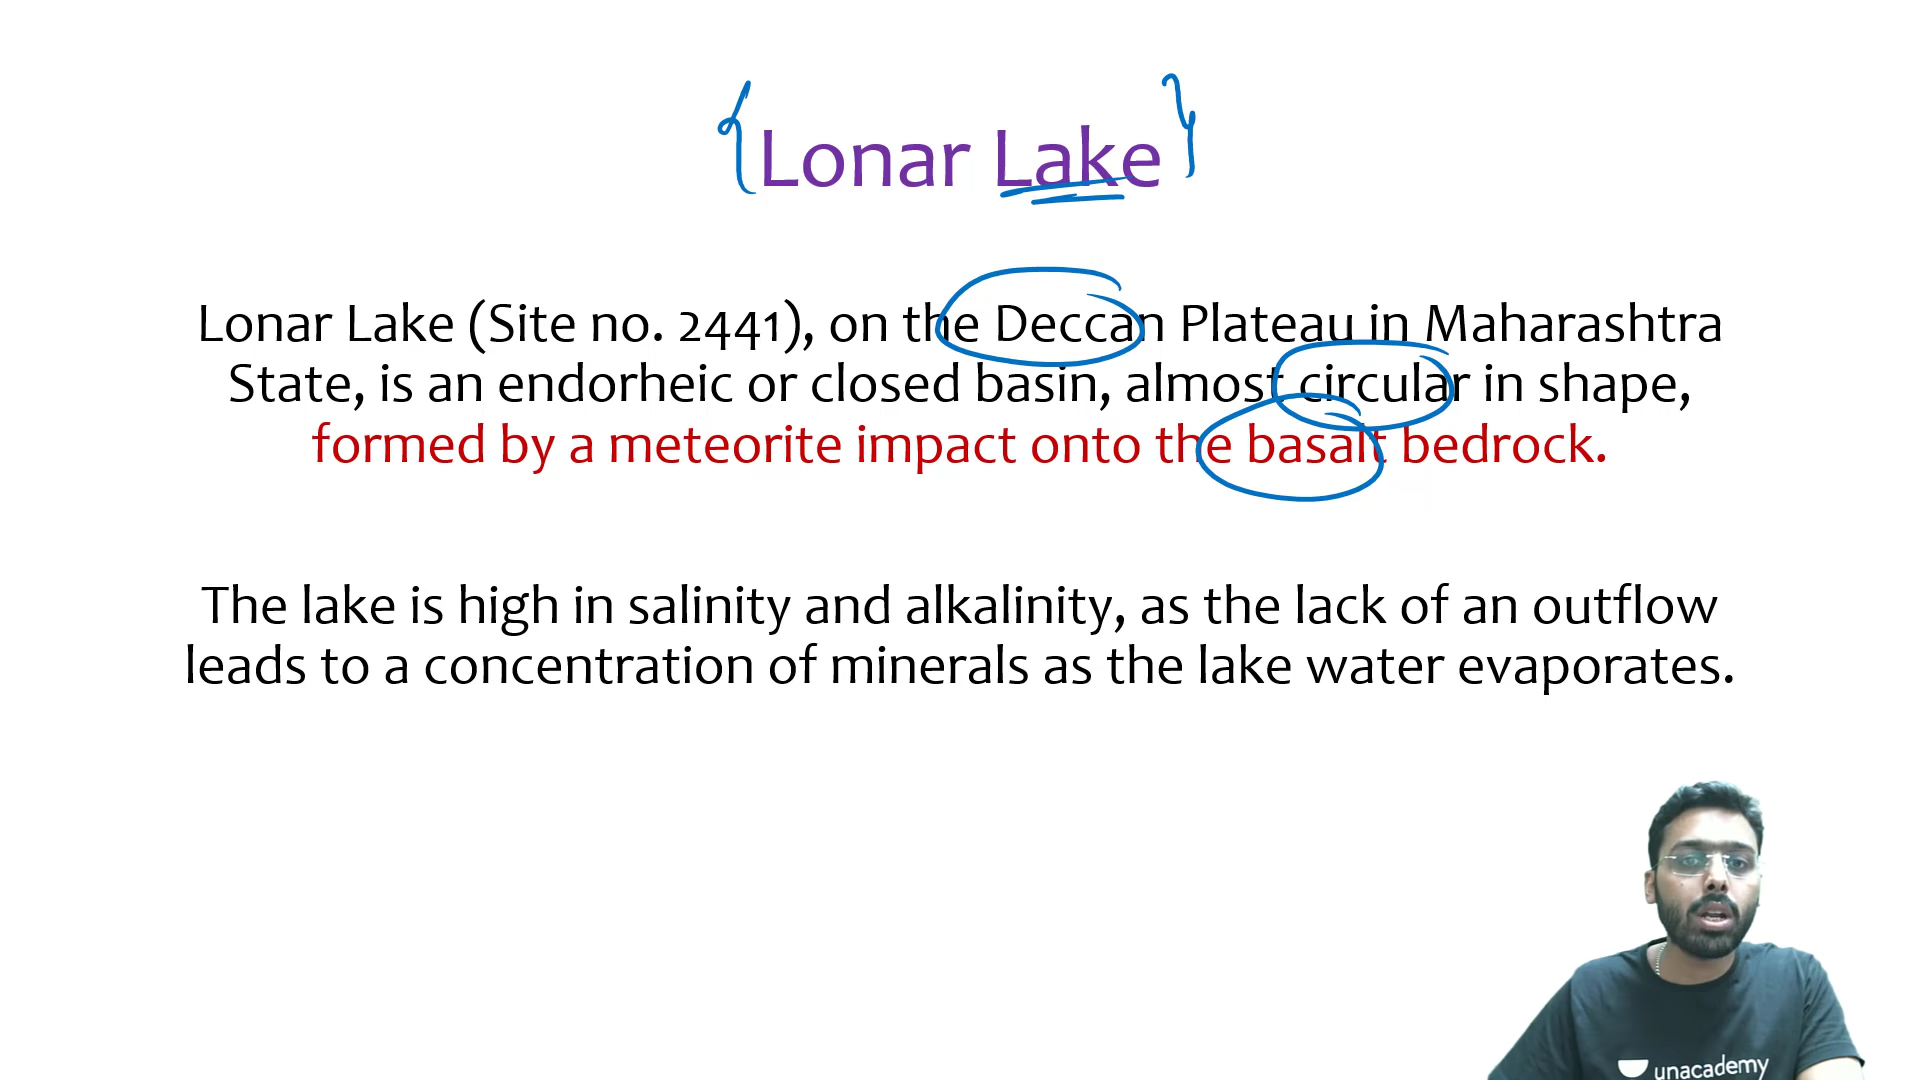 Lonar Lake
Lonar Lake (Site no. 2441), on the Deccan Plateau in Maharashtra
State, is an endorheic or closed basin, almost circular in shape,
formed by a meteorite impact onto the basalt bedrock.
The lake is high in salinity and alkalinity, as the lack of an outflow
leads to a concentration of minerals as the lake water evaporates.
unacademy